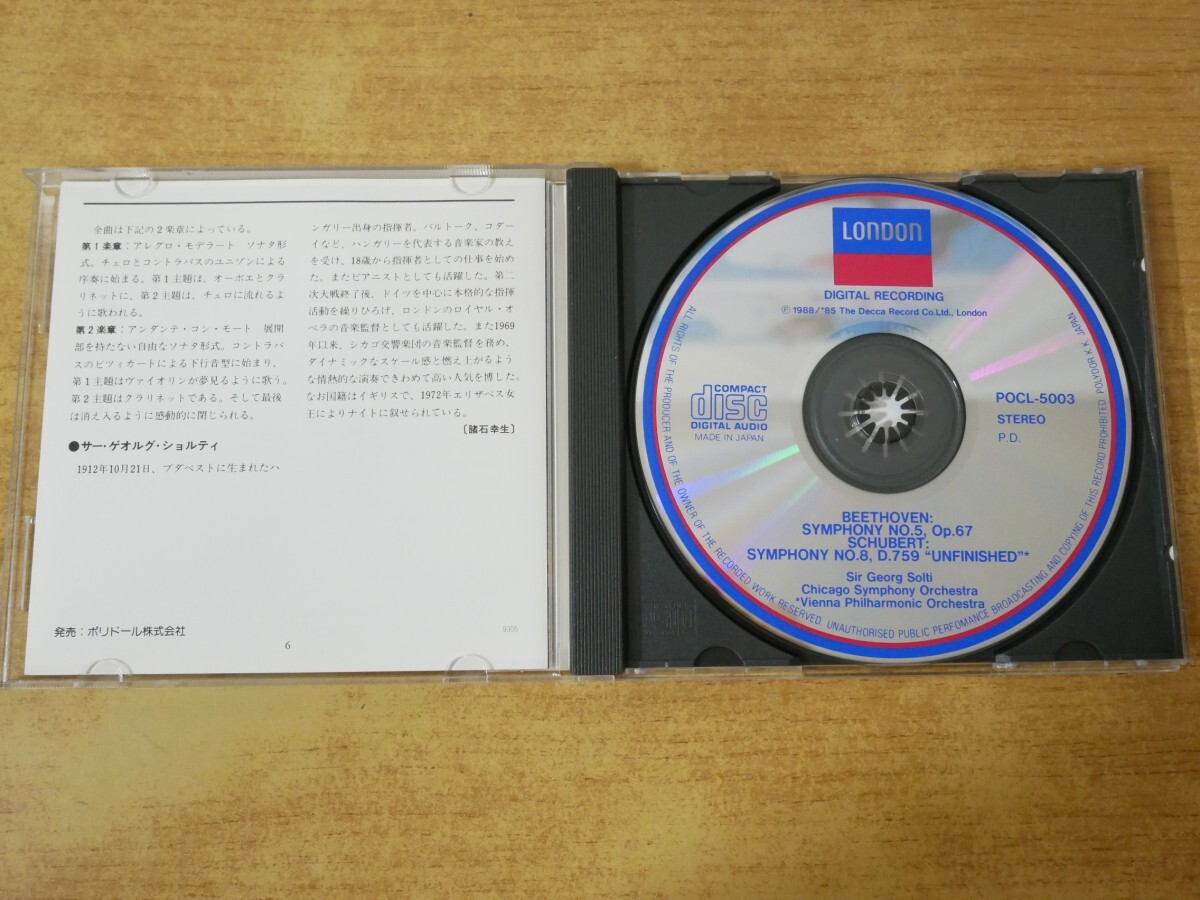 全曲は下記の2楽章によっている。
第1楽章:アレグロ・モデラート　ソナタ形
式。チェロとコントラバスのユニゾンによる
序奏に始まる。第1主題は、オーボエとクラ
リネットに、第2主題は、チェロに流れるよ
うに歌われる。
第2楽章:アンダンテ・コン・モート　展開
部を持たない自由なソナタ形式。コントラバ
スのピツィカートによる下行音型に始まり、
第1主題はヴァイオリンが夢見るように歌う。
第2主題はクラリネットである。そして最後
は消え入るように感動的に閉じられる。
●サー・ゲオルグ・ショルティ
1912年10月21日、ブダペストに生まれたハ
ンガリー出身の指揮者。バルトーク、コダー
イなど、ハンガリーを代表する音楽家の教え
を受け、18歳から指揮者としての仕事を始め
た。またピアニストとしても活躍した。第二
次大戦終了後、ドイツを中心に本格的な指揮
活動を繰りひろげ、ロンドンのロイヤル・オ
ペラの音楽監督としても活躍した。また1969
年以来、シカゴ交響楽団の音楽監督を務め、
ダイナミックなスケール感と燃え上がるよう
な情熱的な演奏できわめて高い人気を博した。
なお国籍はイギリスで、1972年エリザベス女
王によりナイトに叙せられている。
〔諸石幸生〕
発売:ポリドール株式会社
9305
6
LONDON
DIGITAL RECORDING
Ⓟ 1988/*85 The Decca Record Co.Ltd., London
COMPACT
disc
DIGITAL AUDIO
MADE IN JAPAN
POCL-5003
STEREO
P.D.
BEETHOVEN:
SYMPHONY NO.5, Op.67
SCHUBERT:
SYMPHONY NO.8, D.759 “UNFINISHED”*
Sir Georg Solti
Chicago Symphony Orchestra
*Vienna Philharmonic Orchestra
ALL RIGHTS OF THE PRODUCER AND OF THE OWNER OF THE RECORDED WORK RESERVED. UNAUTHORISED PUBLIC PERFOMANCE BROADCASTING AND COPYING OF THIS RECORD PROHIBITED. POLYDOR K.K. JAPAN